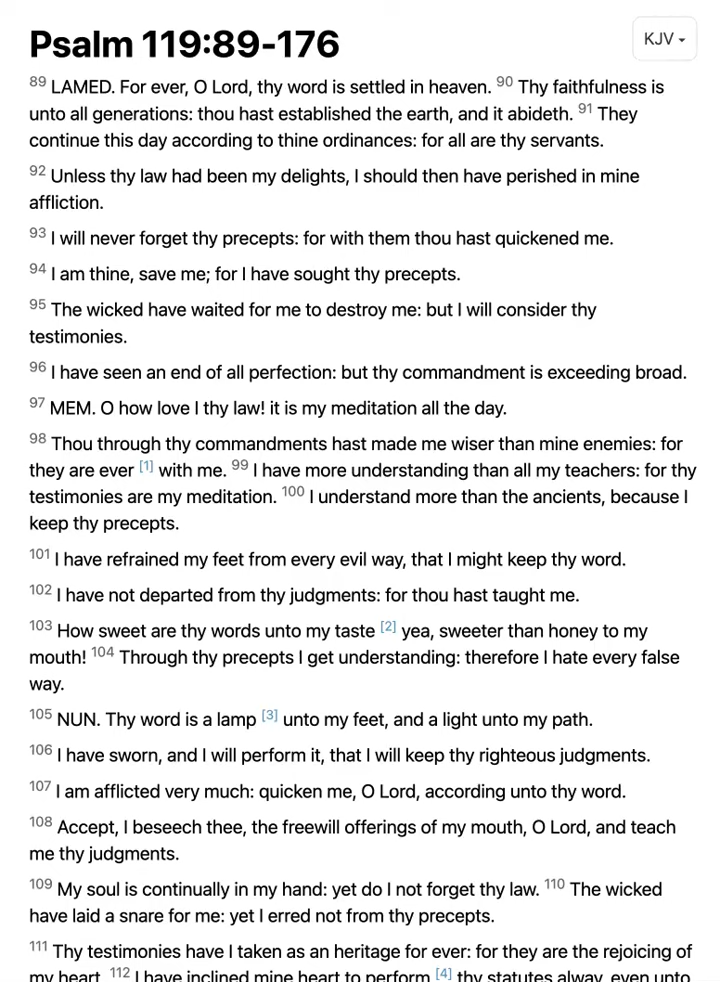 Psalm 119:89-176
KJV
89 LAMED. For ever, O Lord, thy word is settled in heaven. 90 Thy faithfulness is
unto all generations: thou hast established the earth, and it abideth. 91 They
continue this day according to thine ordinances: for all are thy servants.
92 Unless thy law had been my delights, I should then have perished in mine
affliction.
93 I will never forget thy precepts: for with them thou hast quickened me.
94 I am thine, save me; for I have sought thy precepts.
95 The wicked have waited for me to destroy me: but I will consider thy
testimonies.
96 I have seen an end of all perfection: but thy commandment is exceeding broad.
97 MEM. O how love I thy law! it is my meditation all the day.
98 Thou through thy commandments hast made me wiser than mine enemies: for
they are ever [1] with me. 99 I have more understanding than all my teachers: for thy
testimonies are my meditation. 100 I understand more than the ancients, because I
keep thy precepts.
101 I have refrained my feet from every evil way, that I might keep thy word.
102 I have not departed from thy judgments: for thou hast taught me.
103 How sweet are thy words unto my taste [2] yea, sweeter than honey to my
mouth! 104 Through thy precepts I get understanding: therefore I hate every false
way.
105 NUN. Thy word is a lamp [3] unto my feet, and a light unto my path.
106 I have sworn, and I will perform it, that I will keep thy righteous judgments.
107 I am afflicted very much: quicken me, O Lord, according unto thy word.
108 Accept, I beseech thee, the freewill offerings of my mouth, O Lord, and teach
me thy judgments.
109 My soul is continually in my hand: yet do I not forget thy law. 110 The wicked
have laid a snare for me: yet I erred not from thy precepts.
111 Thy testimonies have I taken as an heritage for ever: for they are the rejoicing of
my heart. 112 I have inclined mine heart to perform [4] thy statutes alway, even unto